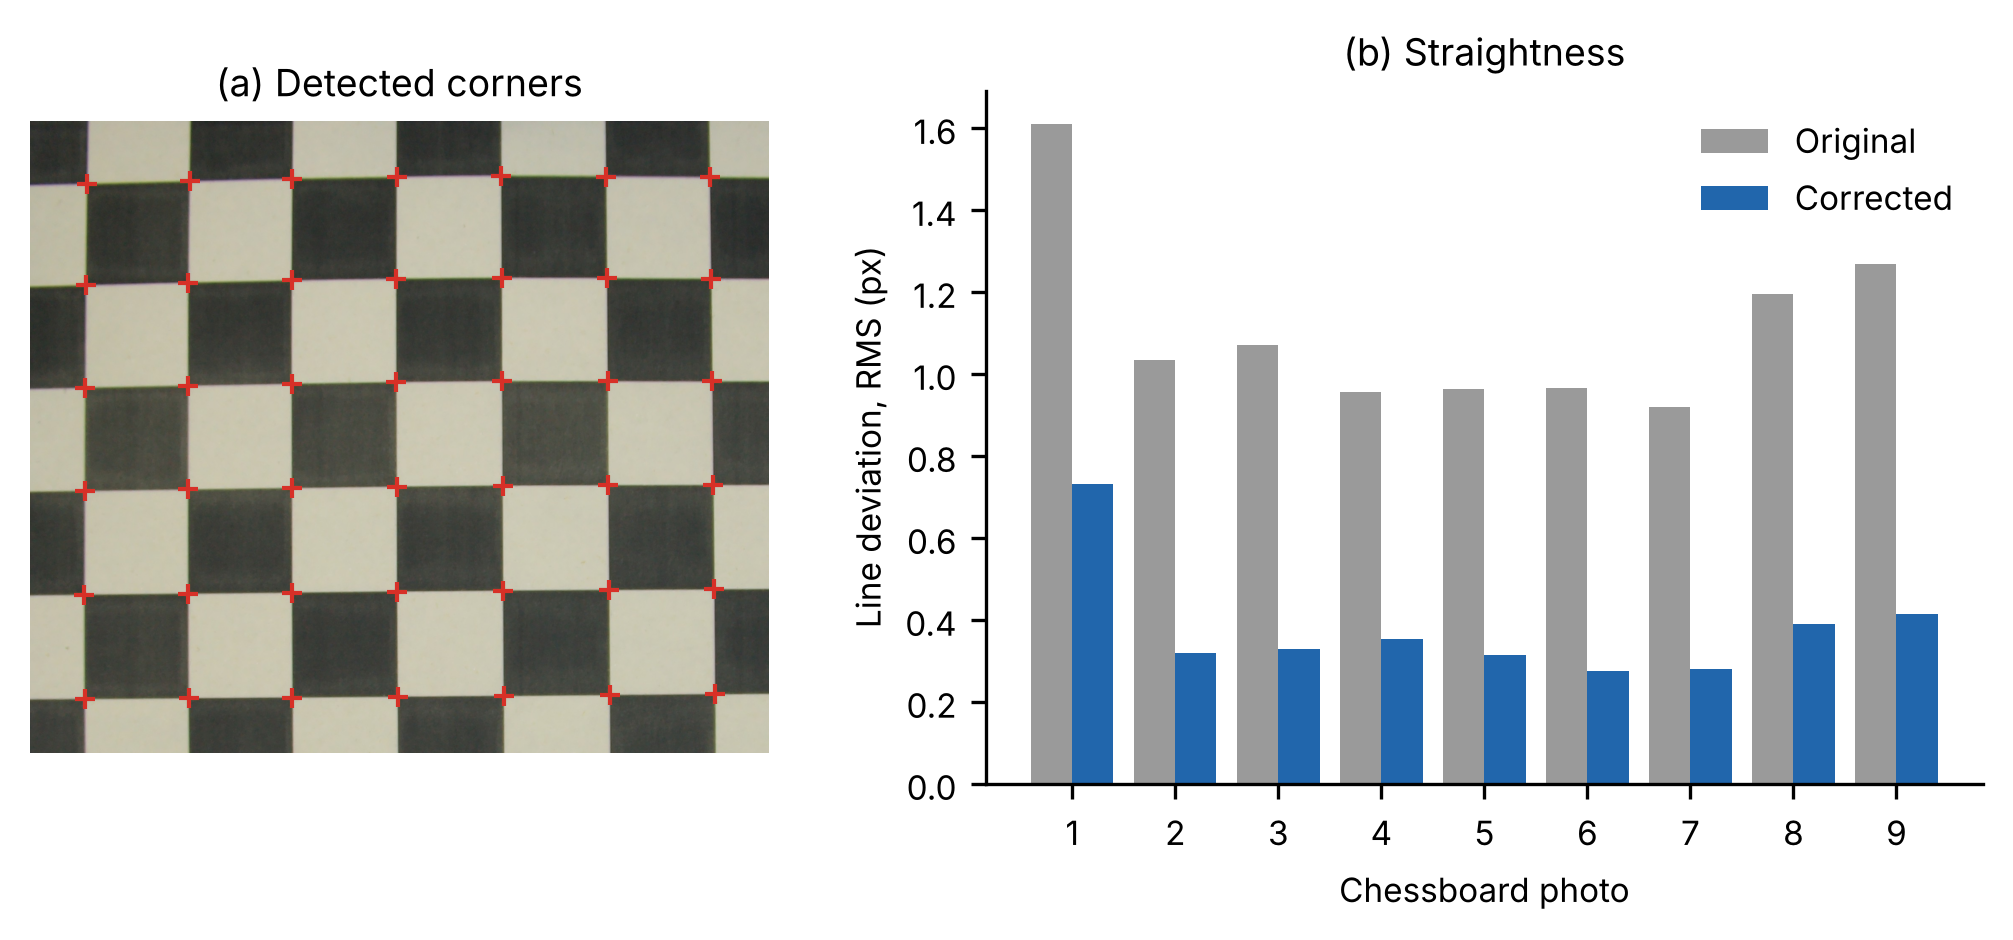 (a) Detected corners
(b) Straightness
Line deviation, RMS (px)
1.6
1.4
1.2
1.0
0.8
0.6
0.4
0.2
0.0
Original
Corrected
1 2 3 4 5 6 7 8 9
Chessboard photo